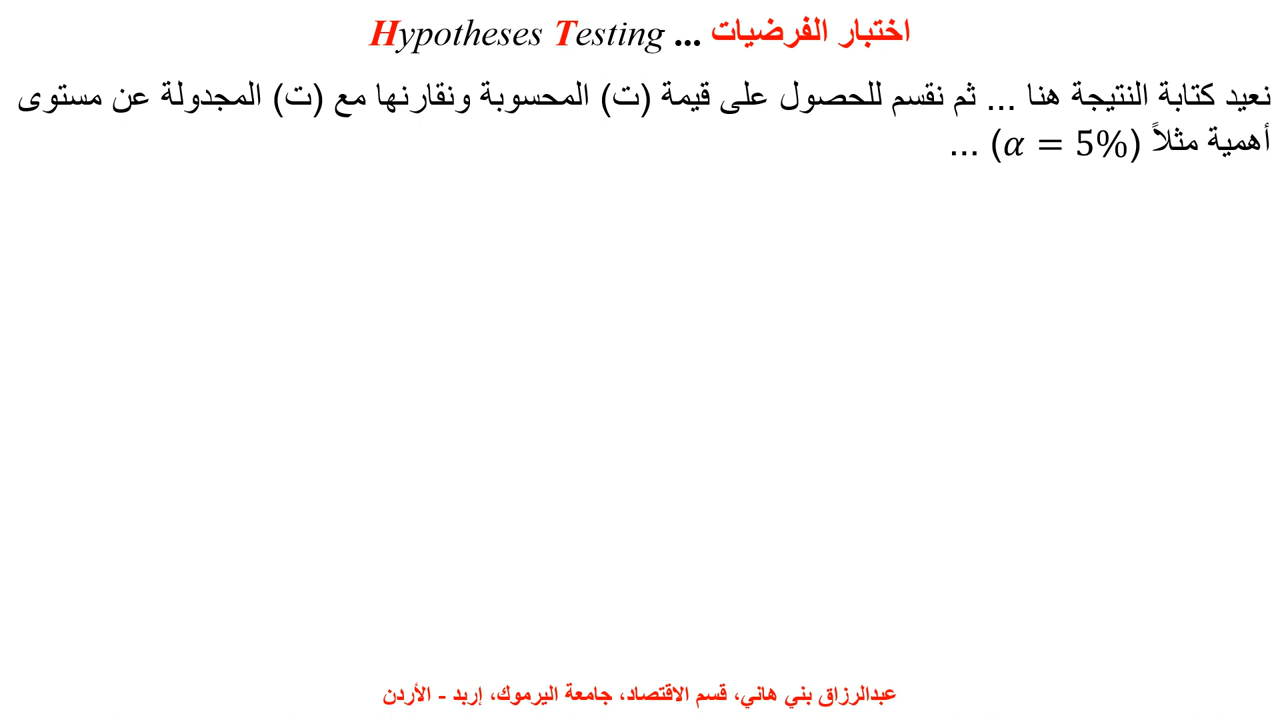 اختبار الفرضيات ... Hypotheses Testing
نعيد كتابة النتيجة هنا ... ثم نقسم للحصول على قيمة (ت) المحسوبة ونقارنها مع (ت) المجدولة عن مستوى
أهمية مثلاً (α = 5%) ...
عبدالرزاق بني هاني، قسم الاقتصاد، جامعة اليرموك، إربد - الأردن